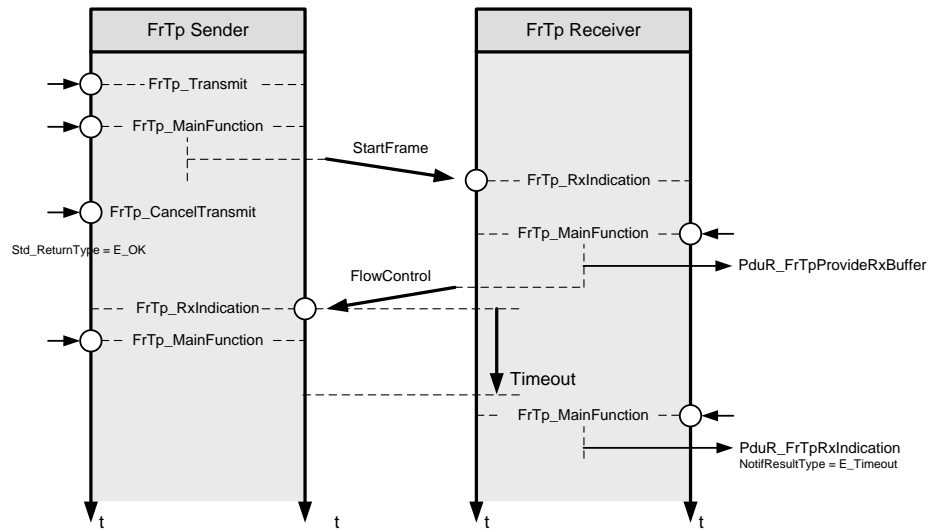 FrTp Sender
FrTp Receiver
FrTp_Transmit
FrTp_MainFunction
StartFrame
FrTp_RxIndication
FrTp_CancelTransmit
FrTp_MainFunction
Std_ReturnType = E_OK
PduR_FrTpProvideRxBuffer
FlowControl
FrTp_RxIndication
FrTp_MainFunction
Timeout
FrTp_MainFunction
PduR_FrTpRxIndication
NotifResultType = E_Timeout
t
t
t
t